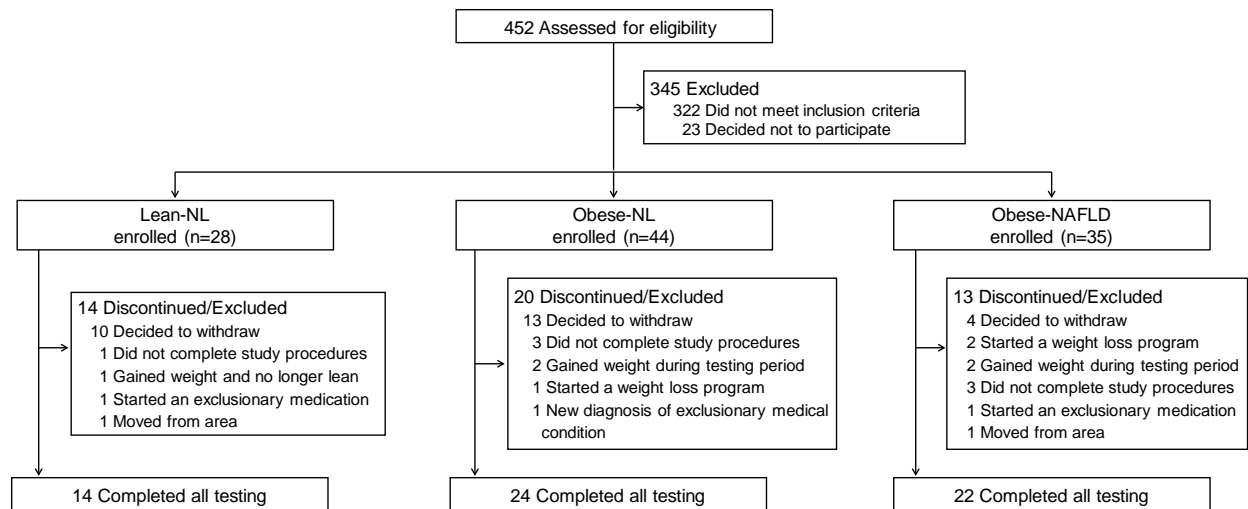 452 Assessed for eligibility
345 Excluded
322 Did not meet inclusion criteria
23 Decided not to participate
Lean-NL
enrolled (n=28)
Obese-NL
enrolled (n=44)
Obese-NAFLD
enrolled (n=35)
14 Discontinued/Excluded
10 Decided to withdraw
1 Did not complete study procedures
1 Gained weight and no longer lean
1 Started an exclusionary medication
1 Moved from area
20 Discontinued/Excluded
13 Decided to withdraw
3 Did not complete study procedures
2 Gained weight during testing period
1 Started a weight loss program
1 New diagnosis of exclusionary medical
condition
13 Discontinued/Excluded
4 Decided to withdraw
2 Started a weight loss program
2 Gained weight during testing period
3 Did not complete study procedures
1 Started an exclusionary medication
1 Moved from area
14 Completed all testing
24 Completed all testing
22 Completed all testing